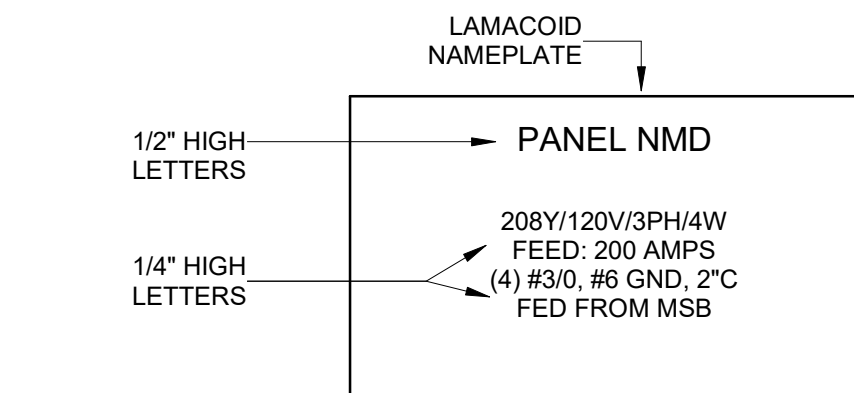 LAMACOID
NAMEPLATE
1/2" HIGH
LETTERS
PANEL NMD
1/4" HIGH
LETTERS
208Y/120V/3PH/4W
FEED: 200 AMPS
(4) #3/0, #6 GND, 2"C
FED FROM MSB